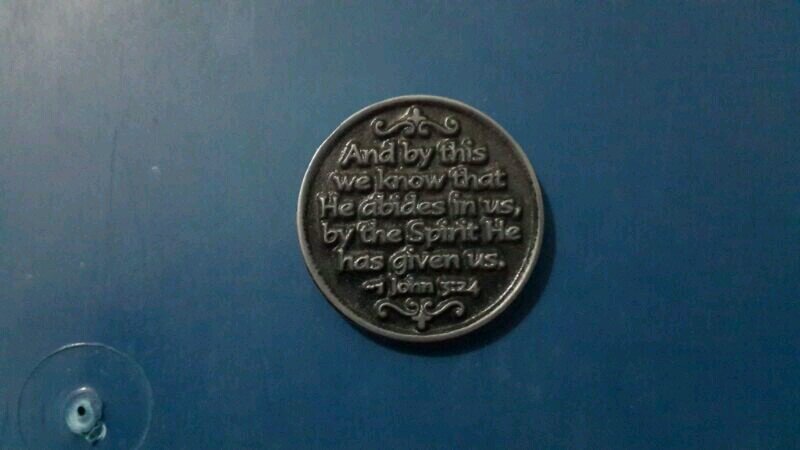 And by this
we know that
He abides in us,
by the Spirit He
has given us.
~1 John 3:24